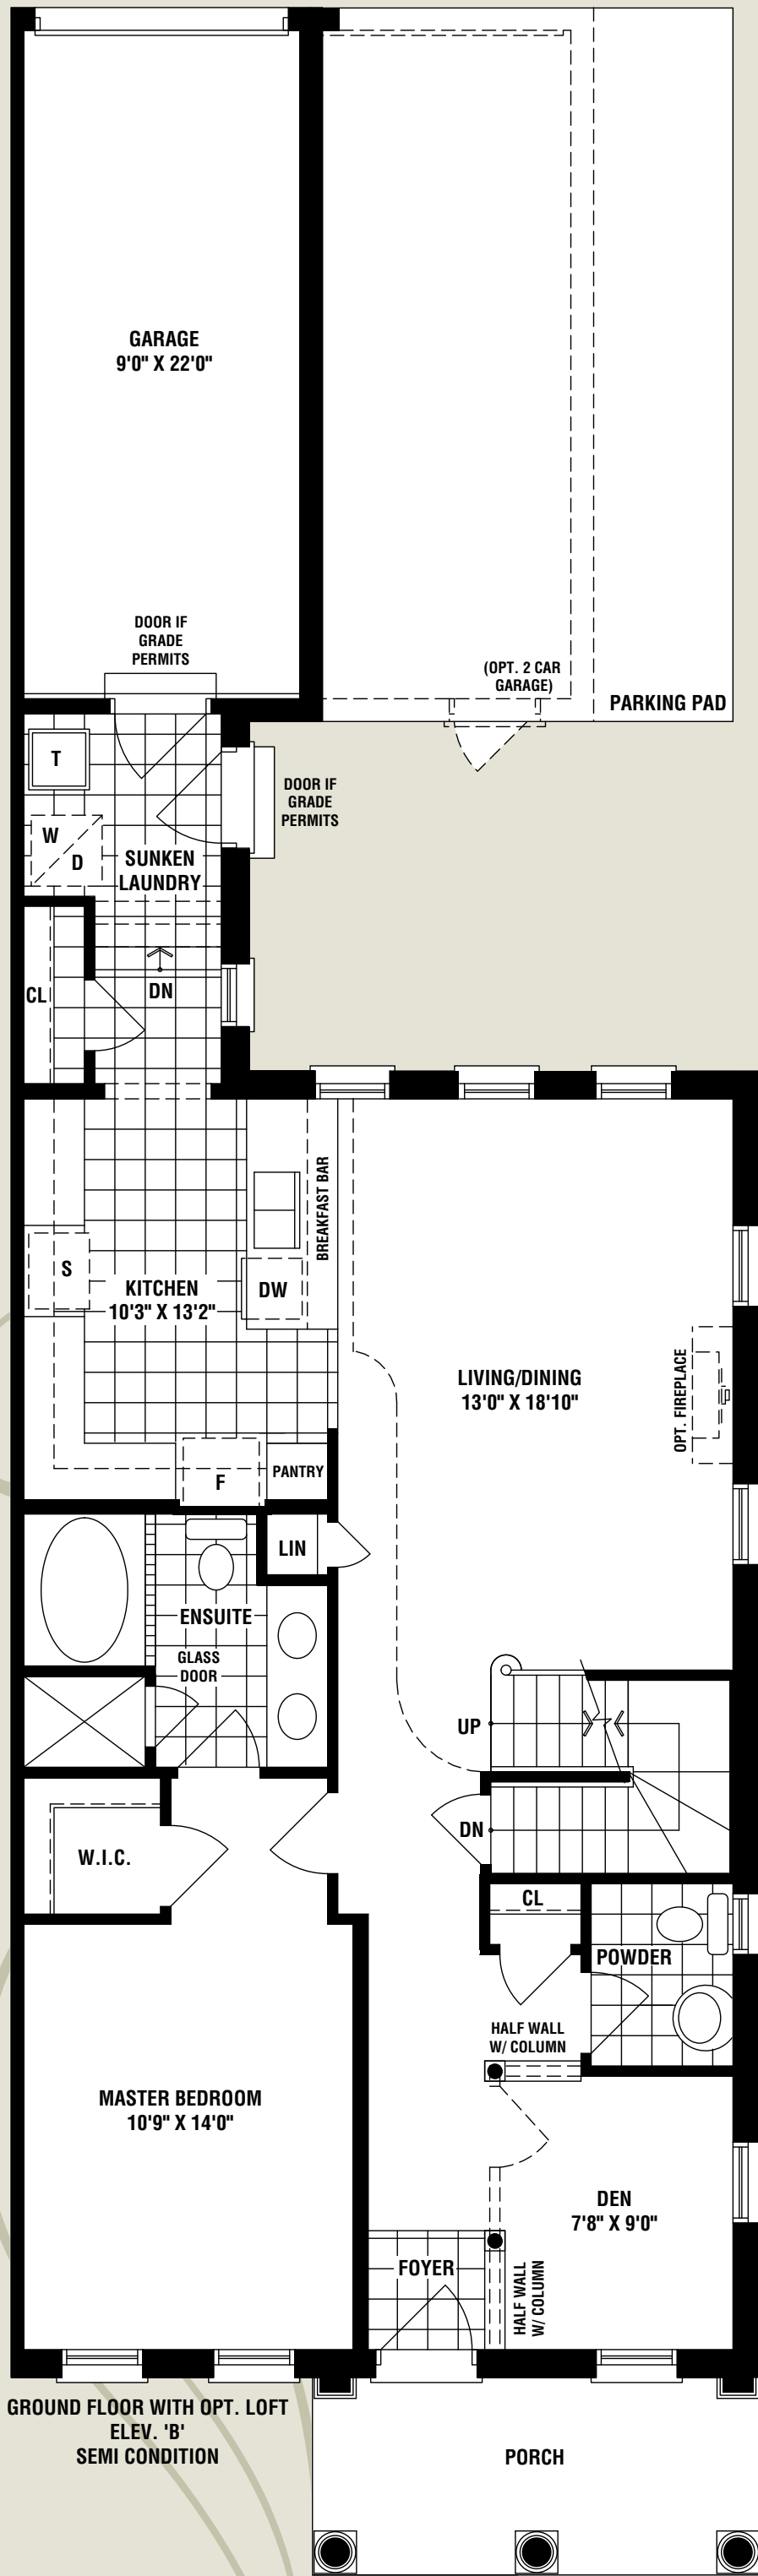 GARAGE
9'0" X 22'0"
DOOR IF
GRADE
PERMITS
(OPT. 2 CAR
GARAGE)
PARKING PAD
T
DOOR IF
GRADE
PERMITS
W
D
SUNKEN
LAUNDRY
CL
DN
BREAKFAST BAR
S
KITCHEN
10'3" X 13'2"
DW
LIVING/DINING
13'0" X 18'10"
OPT. FIREPLACE
F
PANTRY
LIN
ENSUITE
GLASS
DOOR
UP
DN
W.I.C.
CL
POWDER
HALF WALL
W/ COLUMN
MASTER BEDROOM
10'9" X 14'0"
DEN
7'8" X 9'0"
FOYER
HALF WALL
W/ COLUMN
GROUND FLOOR WITH OPT. LOFT
ELEV. 'B'
SEMI CONDITION
PORCH